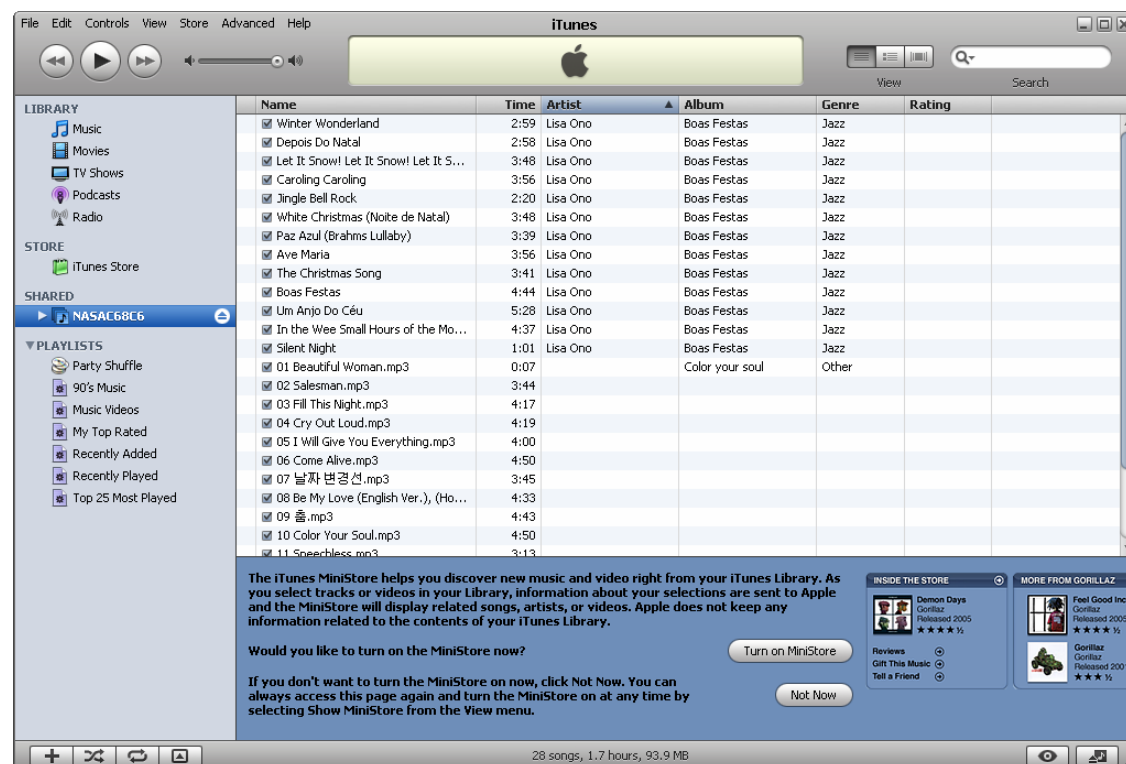 File Edit Controls View Store Advanced Help
iTunes
View
Search
LIBRARY
Music
Movies
TV Shows
Podcasts
Radio
STORE
iTunes Store
SHARED
NASAC68C6
PLAYLISTS
Party Shuffle
90's Music
Music Videos
My Top Rated
Recently Added
Recently Played
Top 25 Most Played
Name Time Artist Album Genre Rating
Winter Wonderland 2:59 Lisa Ono Boas Festas Jazz
Depois Do Natal 2:58 Lisa Ono Boas Festas Jazz
Let It Snow! Let It Snow! Let It S... 3:48 Lisa Ono Boas Festas Jazz
Caroling Caroling 3:56 Lisa Ono Boas Festas Jazz
Jingle Bell Rock 2:20 Lisa Ono Boas Festas Jazz
White Christmas (Noite de Natal) 3:48 Lisa Ono Boas Festas Jazz
Paz Azul (Brahms Lullaby) 3:39 Lisa Ono Boas Festas Jazz
Ave Maria 3:56 Lisa Ono Boas Festas Jazz
The Christmas Song 3:41 Lisa Ono Boas Festas Jazz
Boas Festas 4:44 Lisa Ono Boas Festas Jazz
Um Anjo Do Céu 5:28 Lisa Ono Boas Festas Jazz
In the Wee Small Hours of the Mo... 4:37 Lisa Ono Boas Festas Jazz
Silent Night 1:01 Lisa Ono Boas Festas Jazz
01 Beautiful Woman.mp3 0:07 Color your soul Other
02 Salesman.mp3 3:44
03 Fill This Night.mp3 4:17
04 Cry Out Loud.mp3 4:19
05 I Will Give You Everything.mp3 4:00
06 Come Alive.mp3 4:50
07 날짜 변경선.mp3 3:45
08 Be My Love (English Ver.), (Ho... 4:33
09 춤.mp3 4:43
10 Color Your Soul.mp3 4:50
11 Speechless.mp3 3:13
The iTunes MiniStore helps you discover new music and video right from your iTunes Library. As
you select tracks or videos in your Library, information about your selections are sent to Apple
and the MiniStore will display related songs, artists, or videos. Apple does not keep any
information related to the contents of your iTunes Library.
Would you like to turn on the MiniStore now?
Turn on MiniStore
If you don't want to turn the MiniStore on now, click Not Now. You can
always access this page again and turn the MiniStore on at any time by
selecting Show MiniStore from the View menu.
Not Now
INSIDE THE STORE
Demon Days
Gorillaz
Released 2005
Reviews
Gift This Music
Tell a Friend
MORE FROM GORILLAZ
Feel Good Inc
Gorillaz
Released 2005
Gorillaz
Gorillaz
Released 200
28 songs, 1.7 hours, 93.9 MB